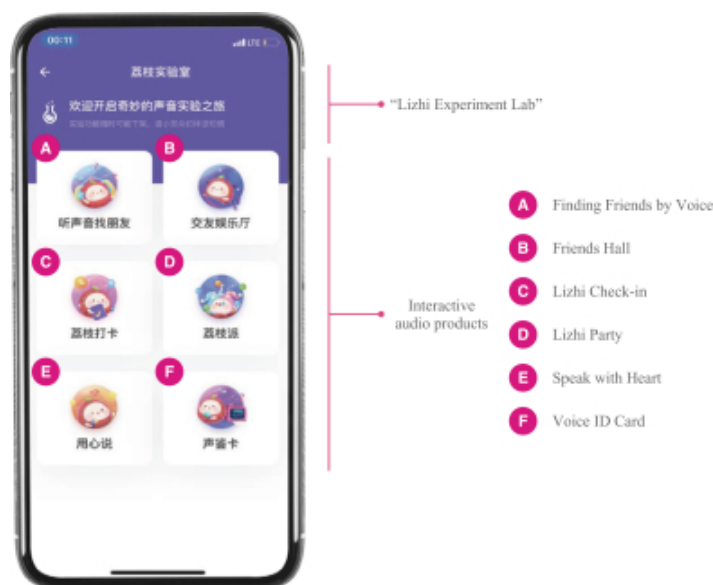 00:11
LTE
荔枝实验室
欢迎开启奇妙的声音实验之旅
A
B
听声音找朋友
交友娱乐厅
C
D
荔枝打卡
荔枝派
E
F
用心说
声鉴卡
“Lizhi Experiment Lab”
Interactive
audio products
A Finding Friends by Voice
B Friends Hall
C Lizhi Check-in
D Lizhi Party
E Speak with Heart
F Voice ID Card